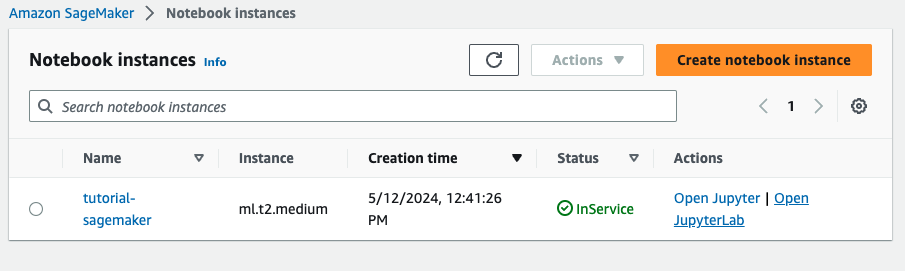 Amazon SageMaker > Notebook instances
Notebook instances Info Actions Create notebook instance
Search notebook instances 1
Name Instance Creation time Status Actions
tutorial- 5/12/2024, 12:41:26 Open Jupyter | Open
sagemaker ml.t2.medium PM InService JupyterLab